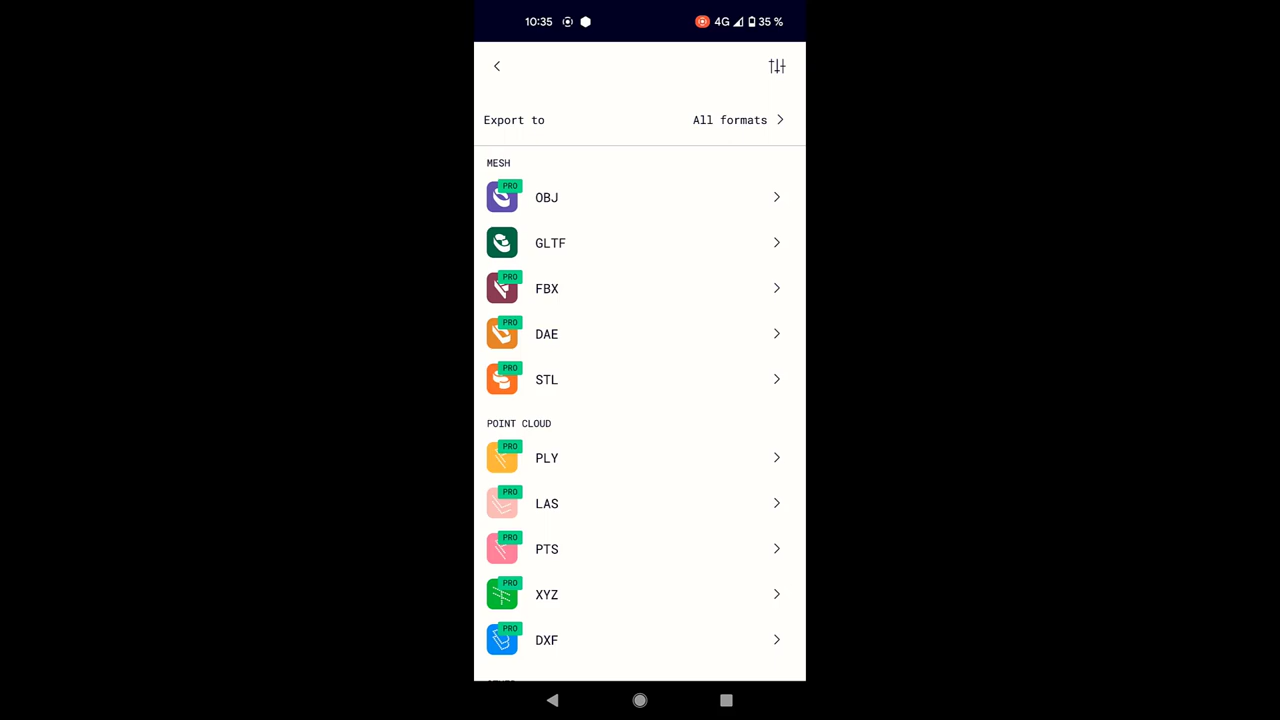 10:35 4G 35 %
Export to All formats
MESH
PRO
OBJ
GLTF
PRO
FBX
PRO
DAE
PRO
STL
POINT CLOUD
PRO
PLY
PRO
LAS
PRO
PTS
PRO
XYZ
PRO
DXF